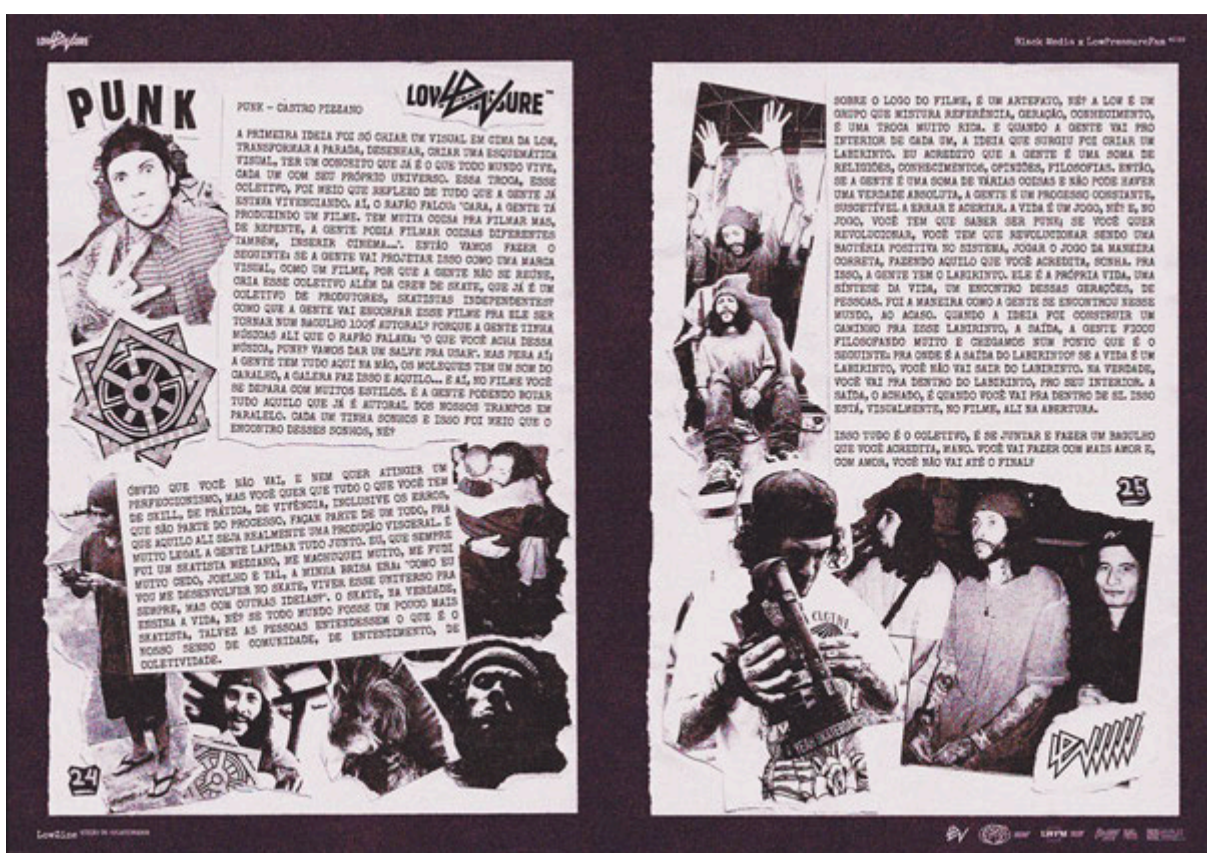 Black Media x LowPressureFam
PUNK
LOW PRESSURE™
PUNK - CASTRO PIZZANO
A PRIMEIRA IDEIA FOI SÓ CRIAR UM VISUAL EM CIMA DA LOW,
TRANSFORMAR A PARADA, DESENHAR, CRIAR UMA ESQUEMÁTICA
VISUAL, TER UM CONCEITO QUE JÁ É O QUE TODO MUNDO VIVE,
CADA UM COM SEU PRÓPRIO UNIVERSO. ESSA TROCA, ESSE
COLETIVO, FOI MEIO QUE REFLEXO DE TUDO QUE A GENTE JÁ
ESTAVA VIVENCIANDO. AÍ, O RAFÃO FALOU: "CARA, A GENTE TÁ
PRODUZINDO UM FILME. TEM MUITA COISA PRA FILMAR MAS,
DE REPENTE, A GENTE PODIA FILMAR COISAS DIFERENTES
TAMBÉM, INSERIR CINEMA...". ENTÃO VAMOS FAZER O
SEGUINTE: SE A GENTE VAI PROJETAR ISSO COMO UMA MARCA
VISUAL, COMO UM FILME, POR QUE A GENTE NÃO SE REÚNE,
CRIA ESSE COLETIVO ALÉM DA CREW DE SKATE, QUE JÁ É UM
COLETIVO DE PRODUTORES, SKATISTAS INDEPENDENTES?
COMO QUE A GENTE VAI ENCORPAR ESSE FILME PRA ELE SER
TORNAR NUM BAGULHO 100% AUTORAL? PORQUE A GENTE TINHA
MÚSICAS ALI QUE O RAFÃO FALAVA: "O QUE VOCÊ ACHA DESSA
MÚSICA, PUNK? VAMOS DAR UM SALVE PRA USAR". MAS PERA AÍ,
A GENTE TEM TUDO AQUI NA MÃO, OS MOLEQUES TEM UM SOM DO
CARALHO, A GALERA FAZ ISSO E AQUILO... E AÍ, NO FILME VOCÊ
SE DEPARA COM MUITOS ESTILOS. E A GENTE PODENDO BOTAR
TUDO AQUILO QUE JÁ É AUTORAL DOS NOSSOS TRAMPOS EM
PARALELO. CADA UM TINHA SONHOS E ISSO FOI MEIO QUE O
ENCONTRO DESSES SONHOS, NÉ?
ÓBVIO QUE VOCÊ NÃO VAI, E NEM QUER ATINGIR UM
PERFECCIONISMO, MAS VOCÊ QUER QUE TUDO O QUE VOCÊ TEM
DE SKILL, DE PRÁTICA, DE VIVÊNCIA, INCLUSIVE OS ERROS,
QUE SÃO PARTE DO PROCESSO, FAÇAM PARTE DE UM TODO, PRA
QUE AQUILO ALI SEJA REALMENTE UMA PRODUÇÃO VISCERAL. É
MUITO LEGAL A GENTE LAPIDAR TUDO JUNTO. EU, QUE SEMPRE
FUI UM SKATISTA MEDIANO, ME MACHUQUEI MUITO, ME FUDI
MUITO CEDO, JOELHO E TAL, A MINHA BRISA ERA: "COMO EU
VOU ME DESENVOLVER NO SKATE, VIVER ESSE UNIVERSO PRA
SEMPRE, MAS COM OUTRAS IDEIAS?". O SKATE, NA VERDADE,
ENSINA A VIDA, NÉ? SE TODO MUNDO FOSSE UM POUCO MAIS
SKATISTA, TALVEZ AS PESSOAS ENTENDESSEM O QUE É O
NOSSO SENSO DE COMUNIDADE, DE ENTENDIMENTO, DE
COLETIVIDADE.
24
SOBRE O LOGO DO FILME, É UM ARTEFATO, NÉ? A LOW É UM
GRUPO QUE MISTURA REFERÊNCIA, GERAÇÃO, CONHECIMENTO,
É UMA TROCA MUITO RICA. E QUANDO A GENTE VAI PRO
INTERIOR DE CADA UM, A IDEIA QUE SURGIU FOI CRIAR UM
LABIRINTO. EU ACREDITO QUE A GENTE É UMA SOMA DE
RELIGIÕES, CONHECIMENTOS, OPINIÕES, FILOSOFIAS. ENTÃO,
SE A GENTE É UMA SOMA DE VÁRIAS COISAS E NÃO PODE HAVER
UMA VERDADE ABSOLUTA, A GENTE É UM PROCESSO CONSTANTE,
SUSCETÍVEL A ERRAR E ACERTAR. A VIDA É UM JOGO, NÉ? E, NO
JOGO, VOCÊ TEM QUE SABER SER PUNK; SE VOCÊ QUER
REVOLUCIONAR, VOCÊ TEM QUE REVOLUCIONAR SENDO UMA
BACTÉRIA POSITIVA NO SISTEMA, JOGAR O JOGO DA MANEIRA
CORRETA, FAZENDO AQUILO QUE VOCÊ ACREDITA, SONHA. PRA
ISSO, A GENTE TEM O LABIRINTO. ELE É A PRÓPRIA VIDA, UMA
SÍNTESE DA VIDA, UM ENCONTRO DESSAS GERAÇÕES, DE
PESSOAS. FOI A MANEIRA COMO A GENTE SE ENCONTROU NESSE
MUNDO, AO ACASO. QUANDO A IDEIA FOI CONSTRUIR UM
CAMINHO PRA ESSE LABIRINTO, A SAÍDA, A GENTE FICOU
FILOSOFANDO MUITO E CHEGAMOS NUM PONTO QUE É O
SEGUINTE: PRA ONDE É A SAÍDA DO LABIRINTO? SE A VIDA É UM
LABIRINTO, VOCÊ NÃO VAI SAIR DO LABIRINTO. NA VERDADE,
VOCÊ VAI PRA DENTRO DO LABIRINTO, PRO SEU INTERIOR. A
SAÍDA, O ACHADO, É QUANDO VOCÊ VAI PRA DENTRO DE SI. ISSO
ESTÁ, VISUALMENTE, NO FILME, ALI NA ABERTURA.
ISSO TUDO É O COLETIVO, É SE JUNTAR E FAZER UM BAGULHO
QUE VOCÊ ACREDITA, MANO. VOCÊ VAI FAZER COM MAIS AMOR E,
COM AMOR, VOCÊ NÃO VAI ATÉ O FINAL?
25
LowZine